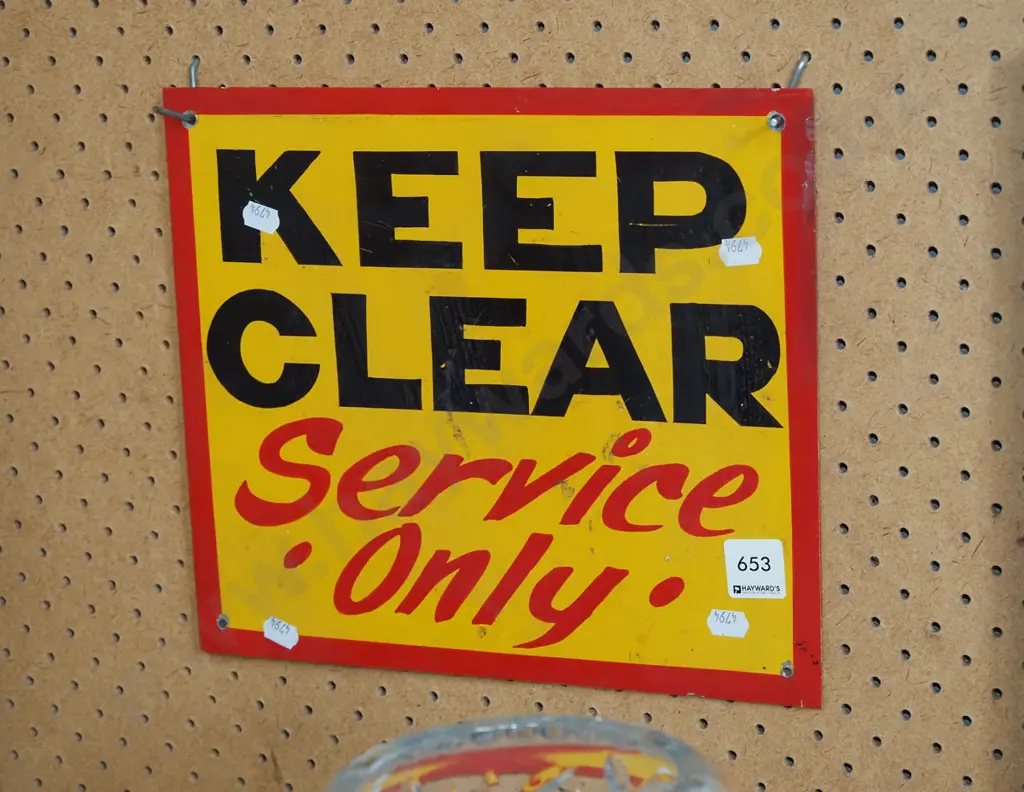 KEEP
CLEAR
Service
• Only •
653
HAYWARD'S